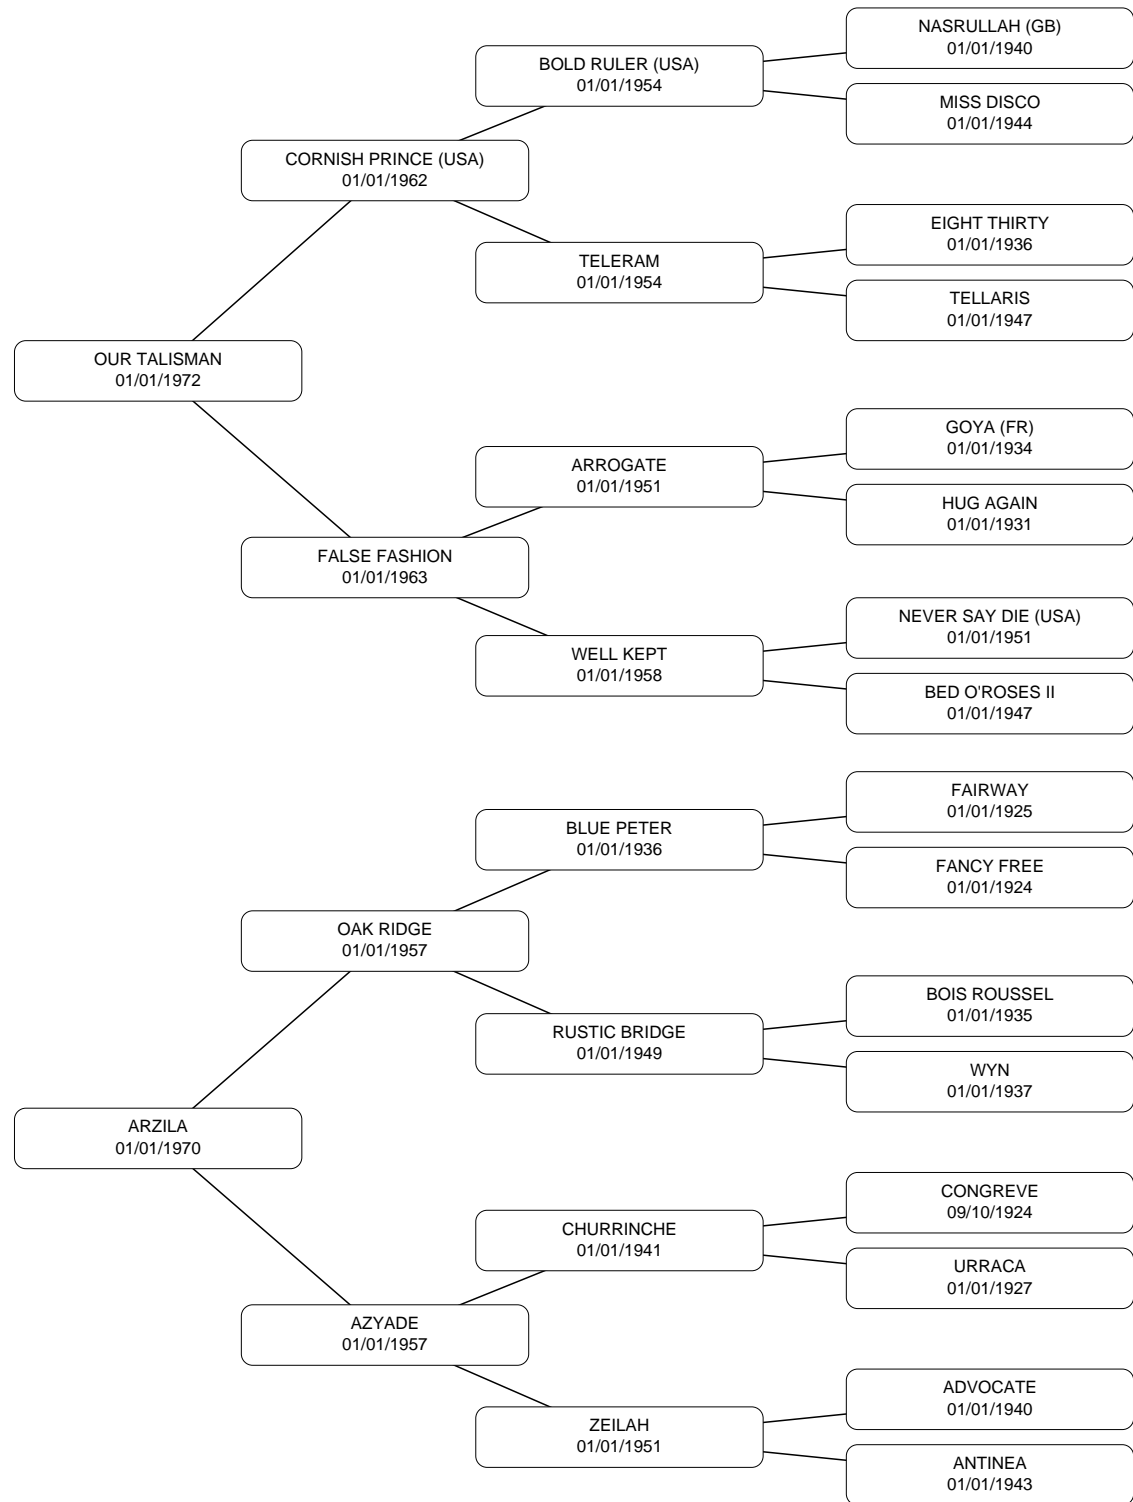 NASRULLAH (GB)
01/01/1940
BOLD RULER (USA)
01/01/1954
MISS DISCO
01/01/1944
CORNISH PRINCE (USA)
01/01/1962
EIGHT THIRTY
01/01/1936
TELERAM
01/01/1954
TELLARIS
01/01/1947
OUR TALISMAN
01/01/1972
GOYA (FR)
01/01/1934
ARROGATE
01/01/1951
HUG AGAIN
01/01/1931
FALSE FASHION
01/01/1963
NEVER SAY DIE (USA)
01/01/1951
WELL KEPT
01/01/1958
BED O'ROSES II
01/01/1947
FAIRWAY
01/01/1925
BLUE PETER
01/01/1936
FANCY FREE
01/01/1924
OAK RIDGE
01/01/1957
BOIS ROUSSEL
01/01/1935
RUSTIC BRIDGE
01/01/1949
WYN
01/01/1937
ARZILA
01/01/1970
CONGREVE
09/10/1924
CHURRINCHE
01/01/1941
URRACA
01/01/1927
AZYADE
01/01/1957
ADVOCATE
01/01/1940
ZEILAH
01/01/1951
ANTINEA
01/01/1943